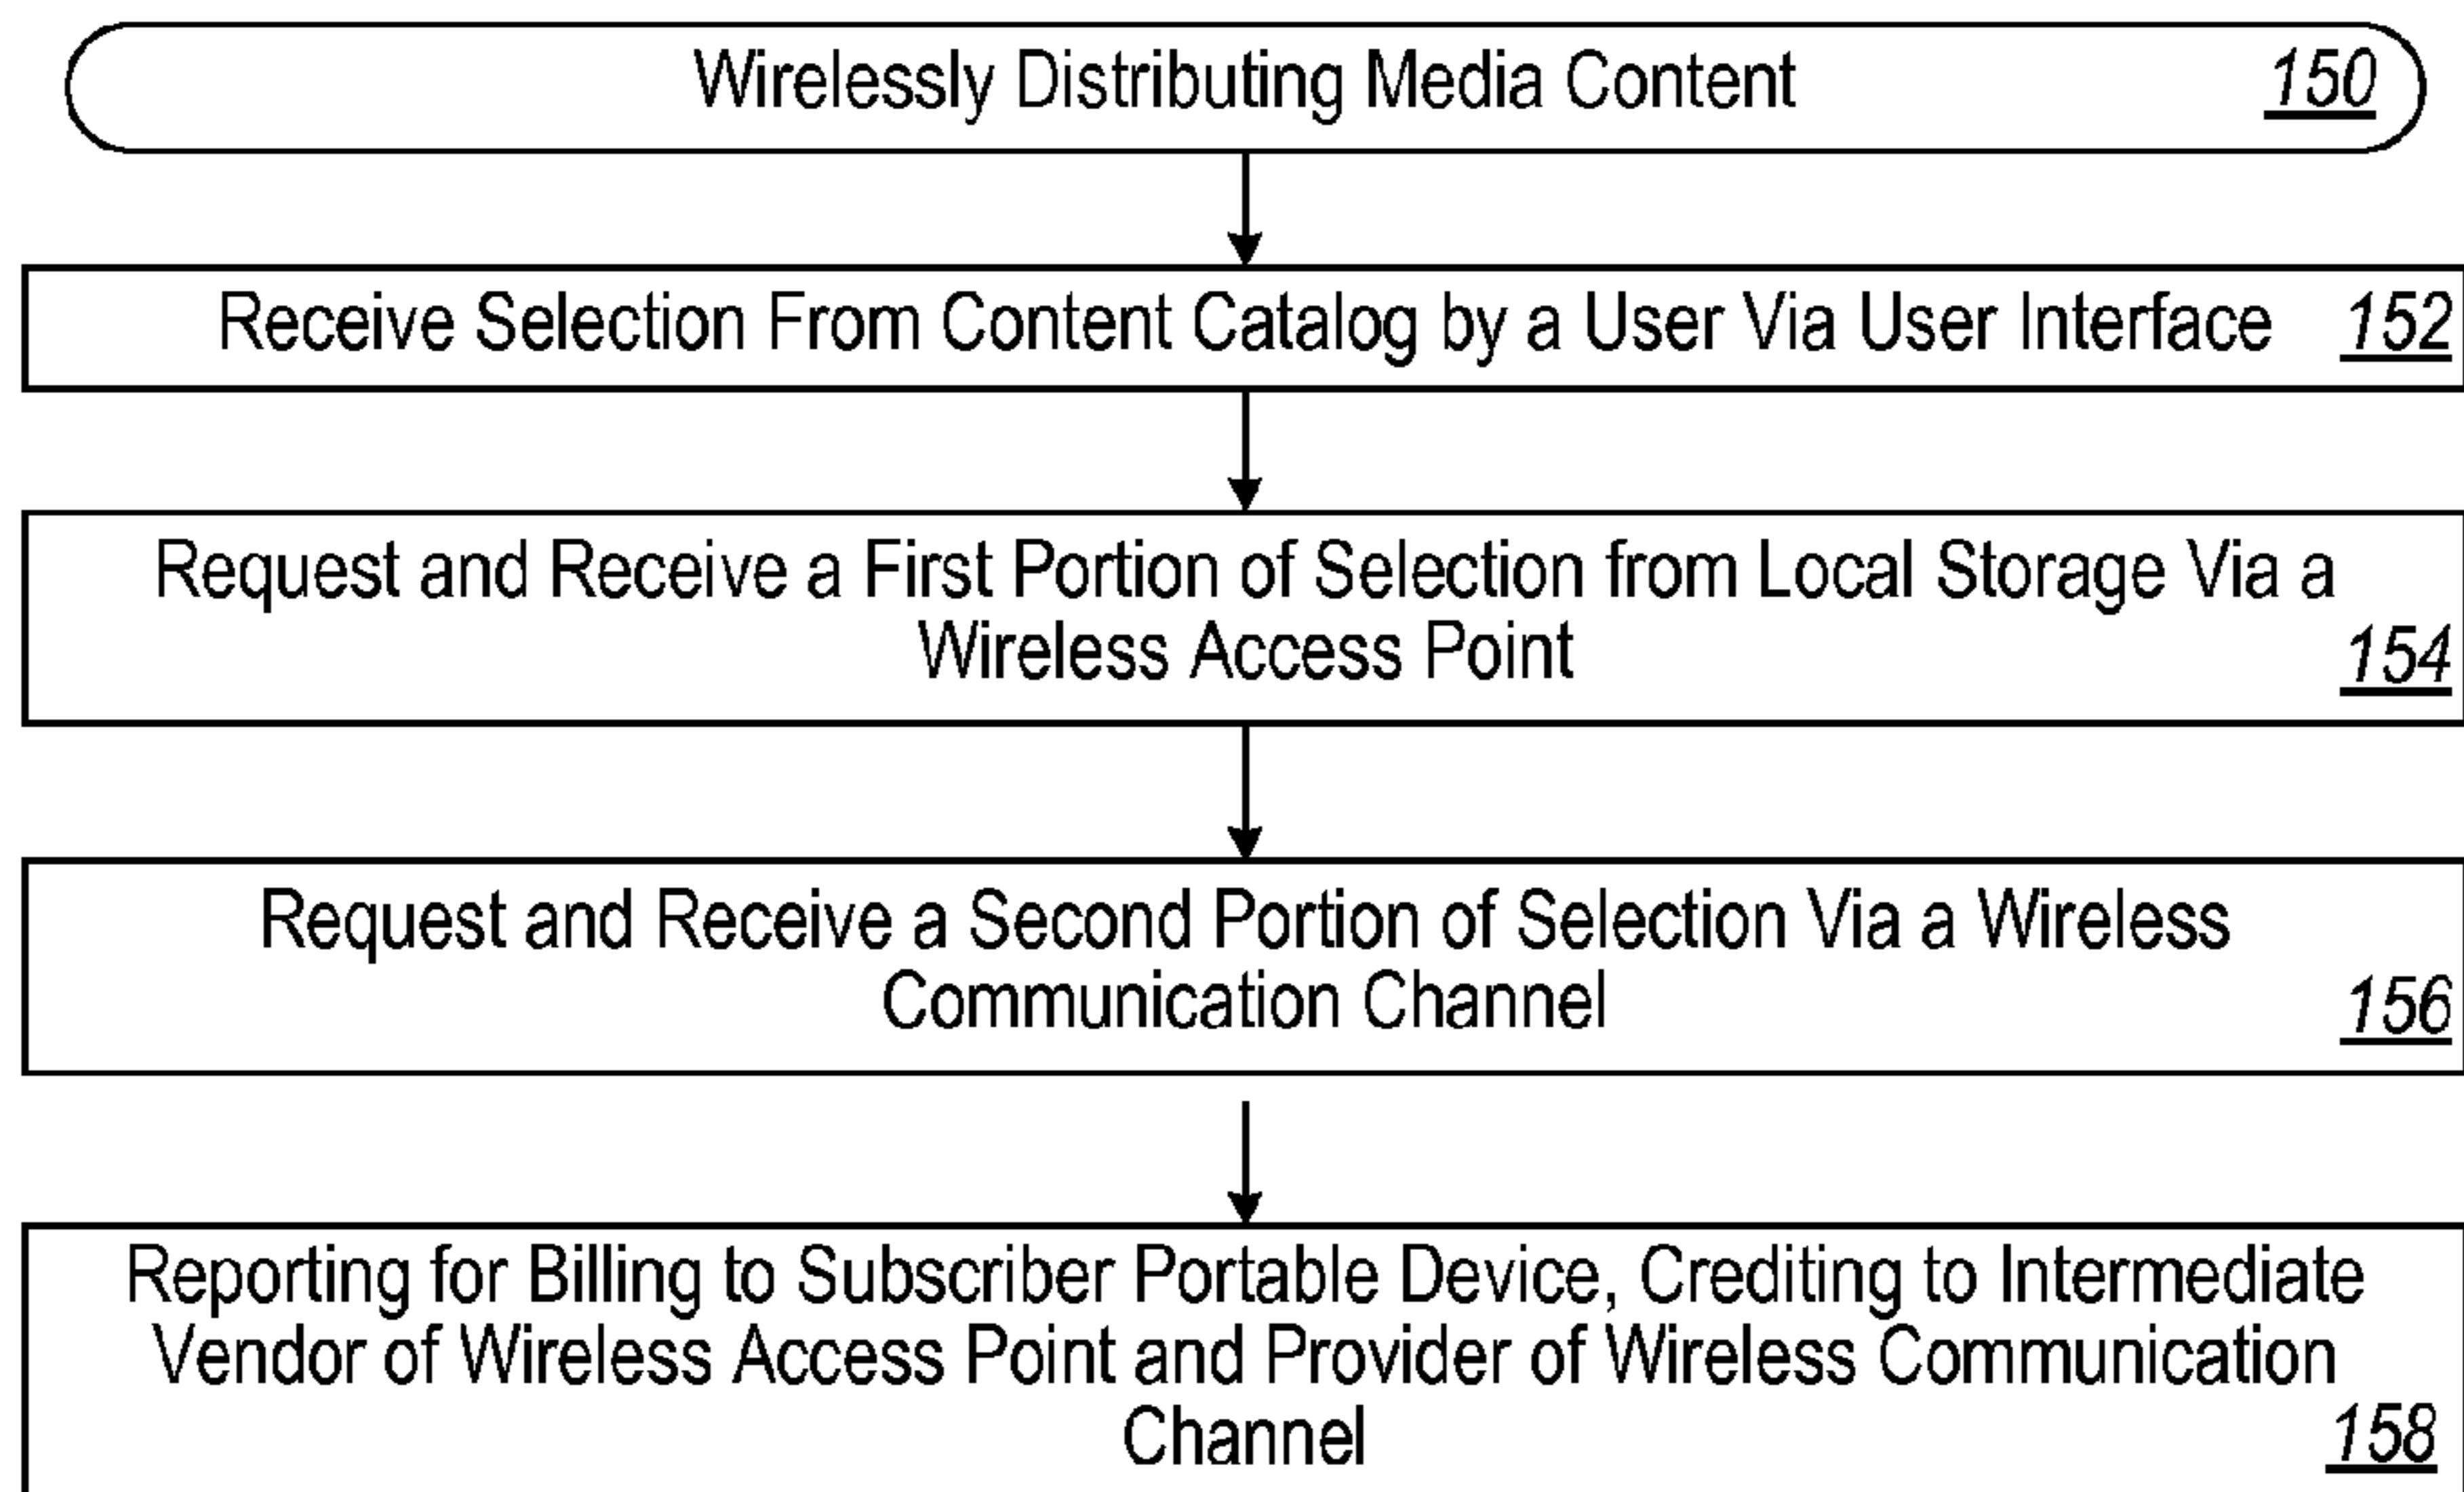 Wirelessly Distributing Media Content 150
Receive Selection From Content Catalog by a User Via User Interface 152
Request and Receive a First Portion of Selection from Local Storage Via a
Wireless Access Point 154
Request and Receive a Second Portion of Selection Via a Wireless
Communication Channel 156
Reporting for Billing to Subscriber Portable Device, Crediting to Intermediate
Vendor of Wireless Access Point and Provider of Wireless Communication
Channel 158